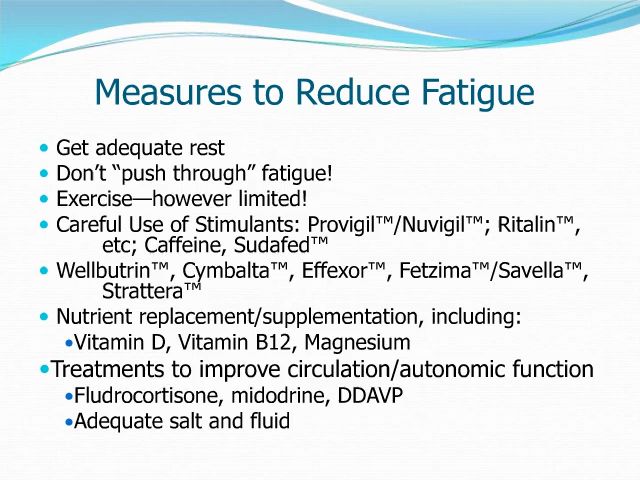 Measures to Reduce Fatigue
• Get adequate rest
• Don’t “push through” fatigue!
• Exercise—however limited!
• Careful Use of Stimulants: Provigil™/Nuvigil™; Ritalin™,
etc; Caffeine, Sudafed™
• Wellbutrin™, Cymbalta™, Effexor™, Fetzima™/Savella™,
Strattera™
• Nutrient replacement/supplementation, including:
•Vitamin D, Vitamin B12, Magnesium
•Treatments to improve circulation/autonomic function
•Fludrocortisone, midodrine, DDAVP
•Adequate salt and fluid